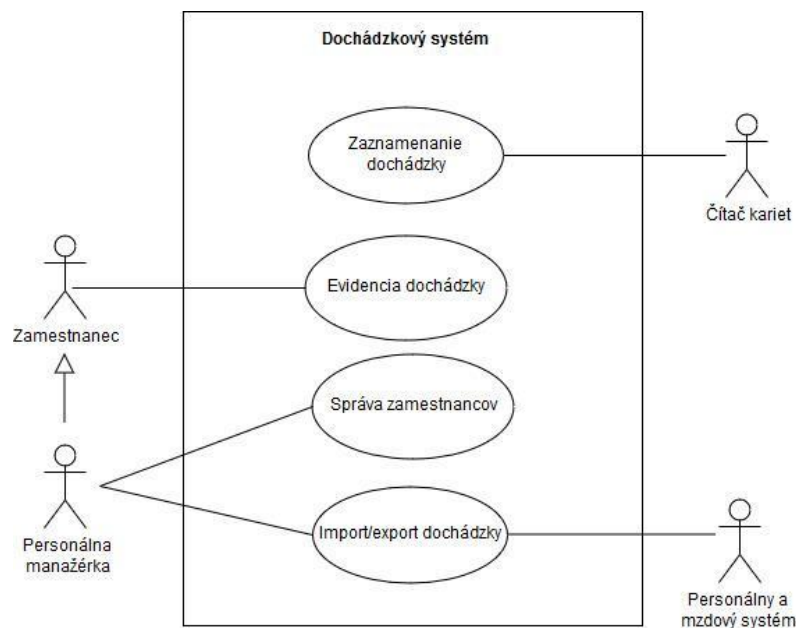 Dochádzkový systém
Zaznamenanie
dochádzky
Čítač kariet
Evidencia dochádzky
Zamestnanec
Správa zamestnancov
Personálna
manažérka
Import/export dochádzky
Personálny a
mzdový systém